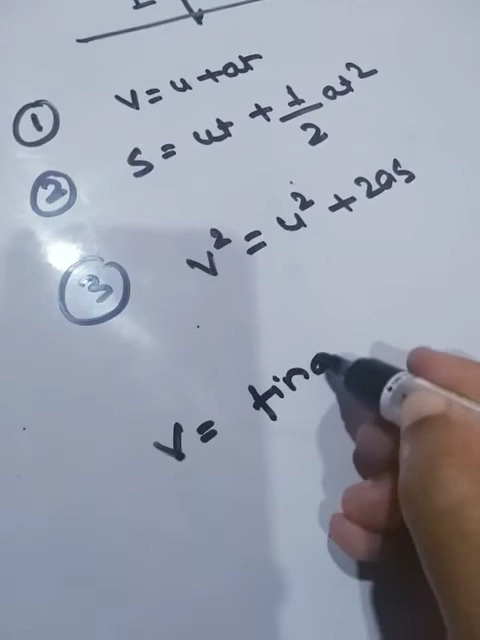 ① v = u + at
② s = ut + 1/2 at²
③ v² = u² + 2as
v = fina